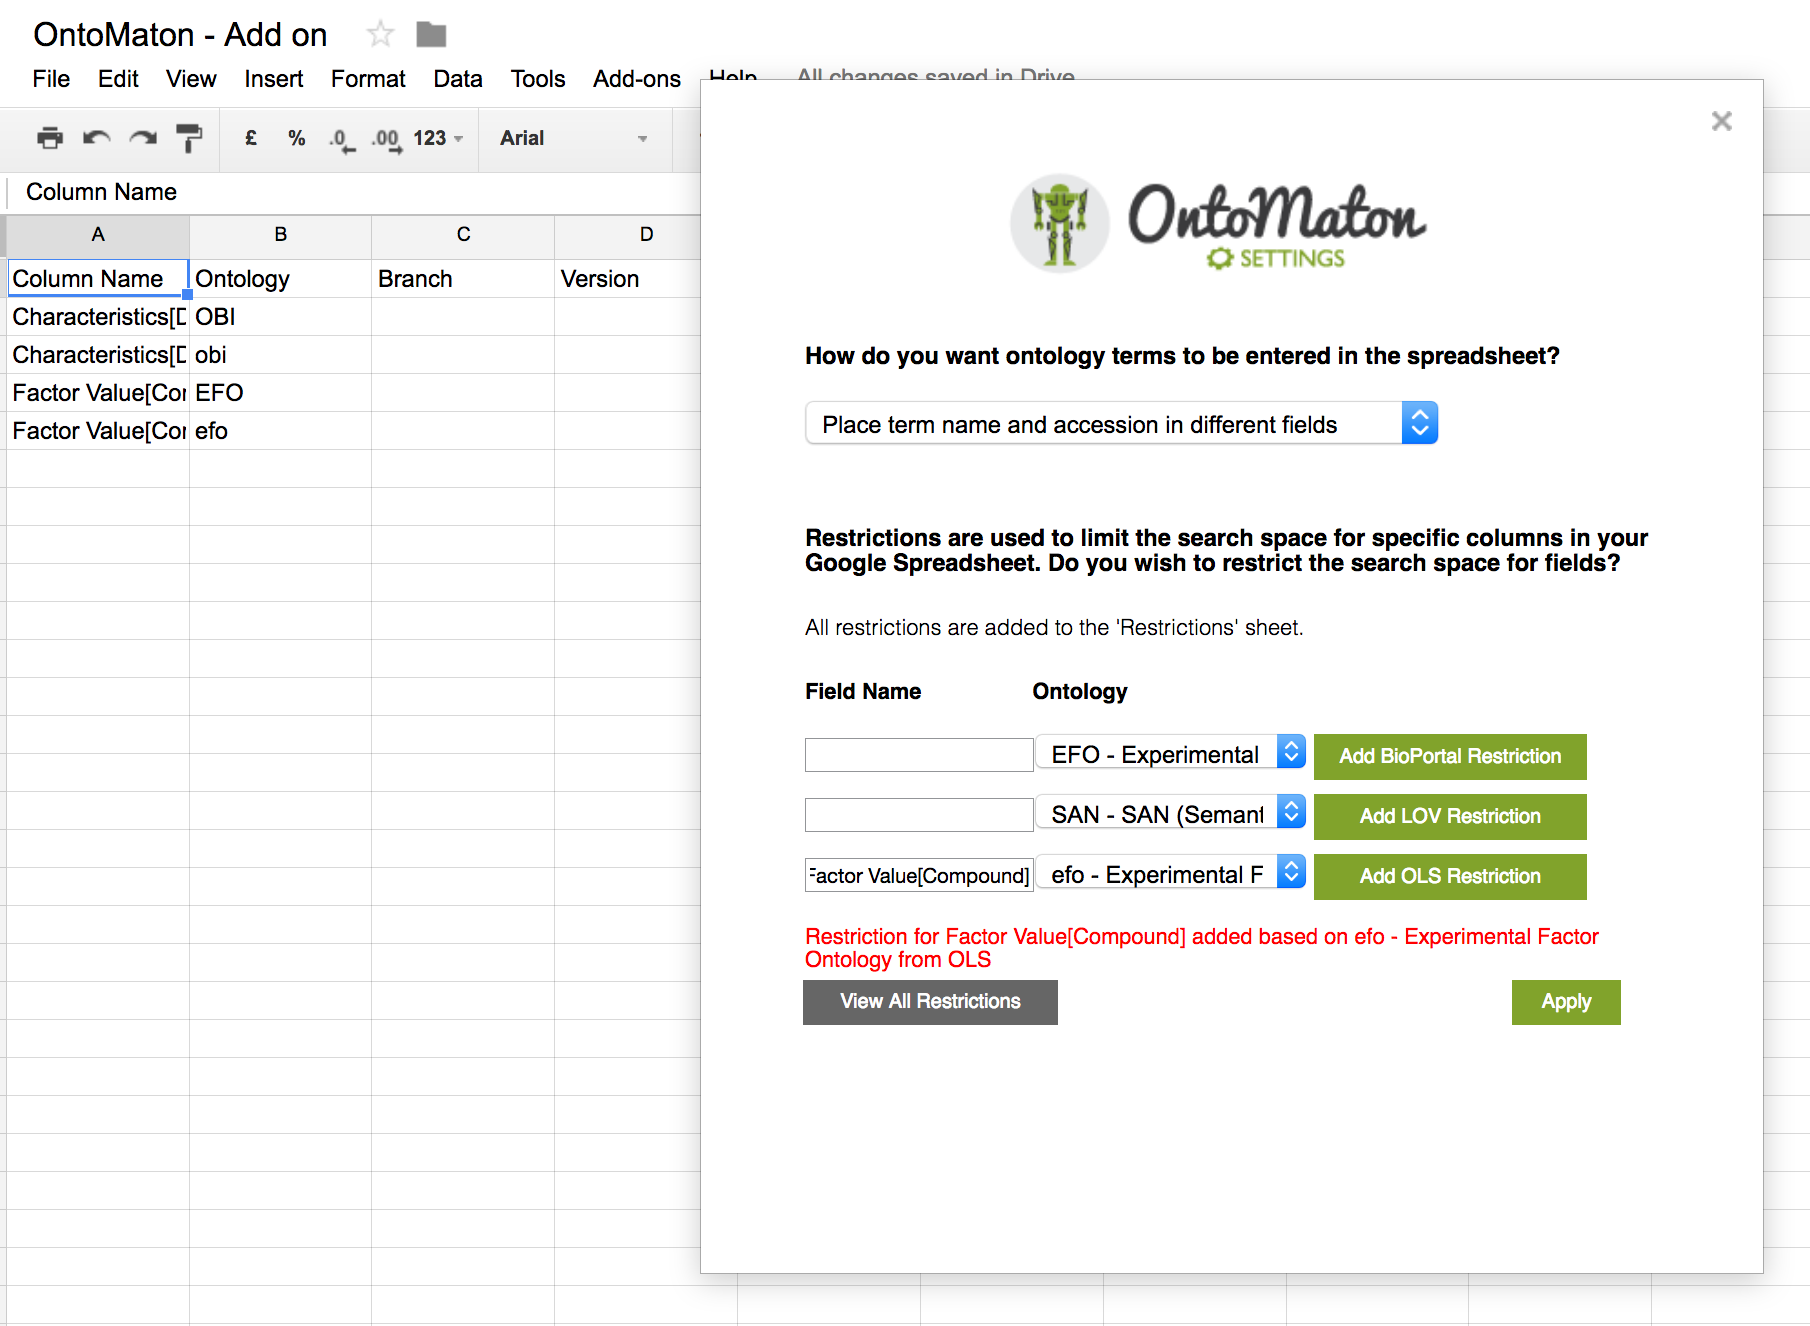 OntoMaton - Add on
File Edit View Insert Format Data Tools Add-ons Help All changes saved in Drive
£ % .0 .00 123 Arial
Column Name
A B C D
Column Name Ontology Branch Version
Characteristics[D OBI
Characteristics[D obi
Factor Value[Cor EFO
Factor Value[Cor efo
OntoMaton
SETTINGS
How do you want ontology terms to be entered in the spreadsheet?
Place term name and accession in different fields
Restrictions are used to limit the search space for specific columns in your
Google Spreadsheet. Do you wish to restrict the search space for fields?
All restrictions are added to the 'Restrictions' sheet.
Field Name Ontology
EFO - Experimental Add BioPortal Restriction
SAN - SAN (Semant Add LOV Restriction
Factor Value[Compound] efo - Experimental F Add OLS Restriction
Restriction for Factor Value[Compound] added based on efo - Experimental Factor
Ontology from OLS
View All Restrictions Apply